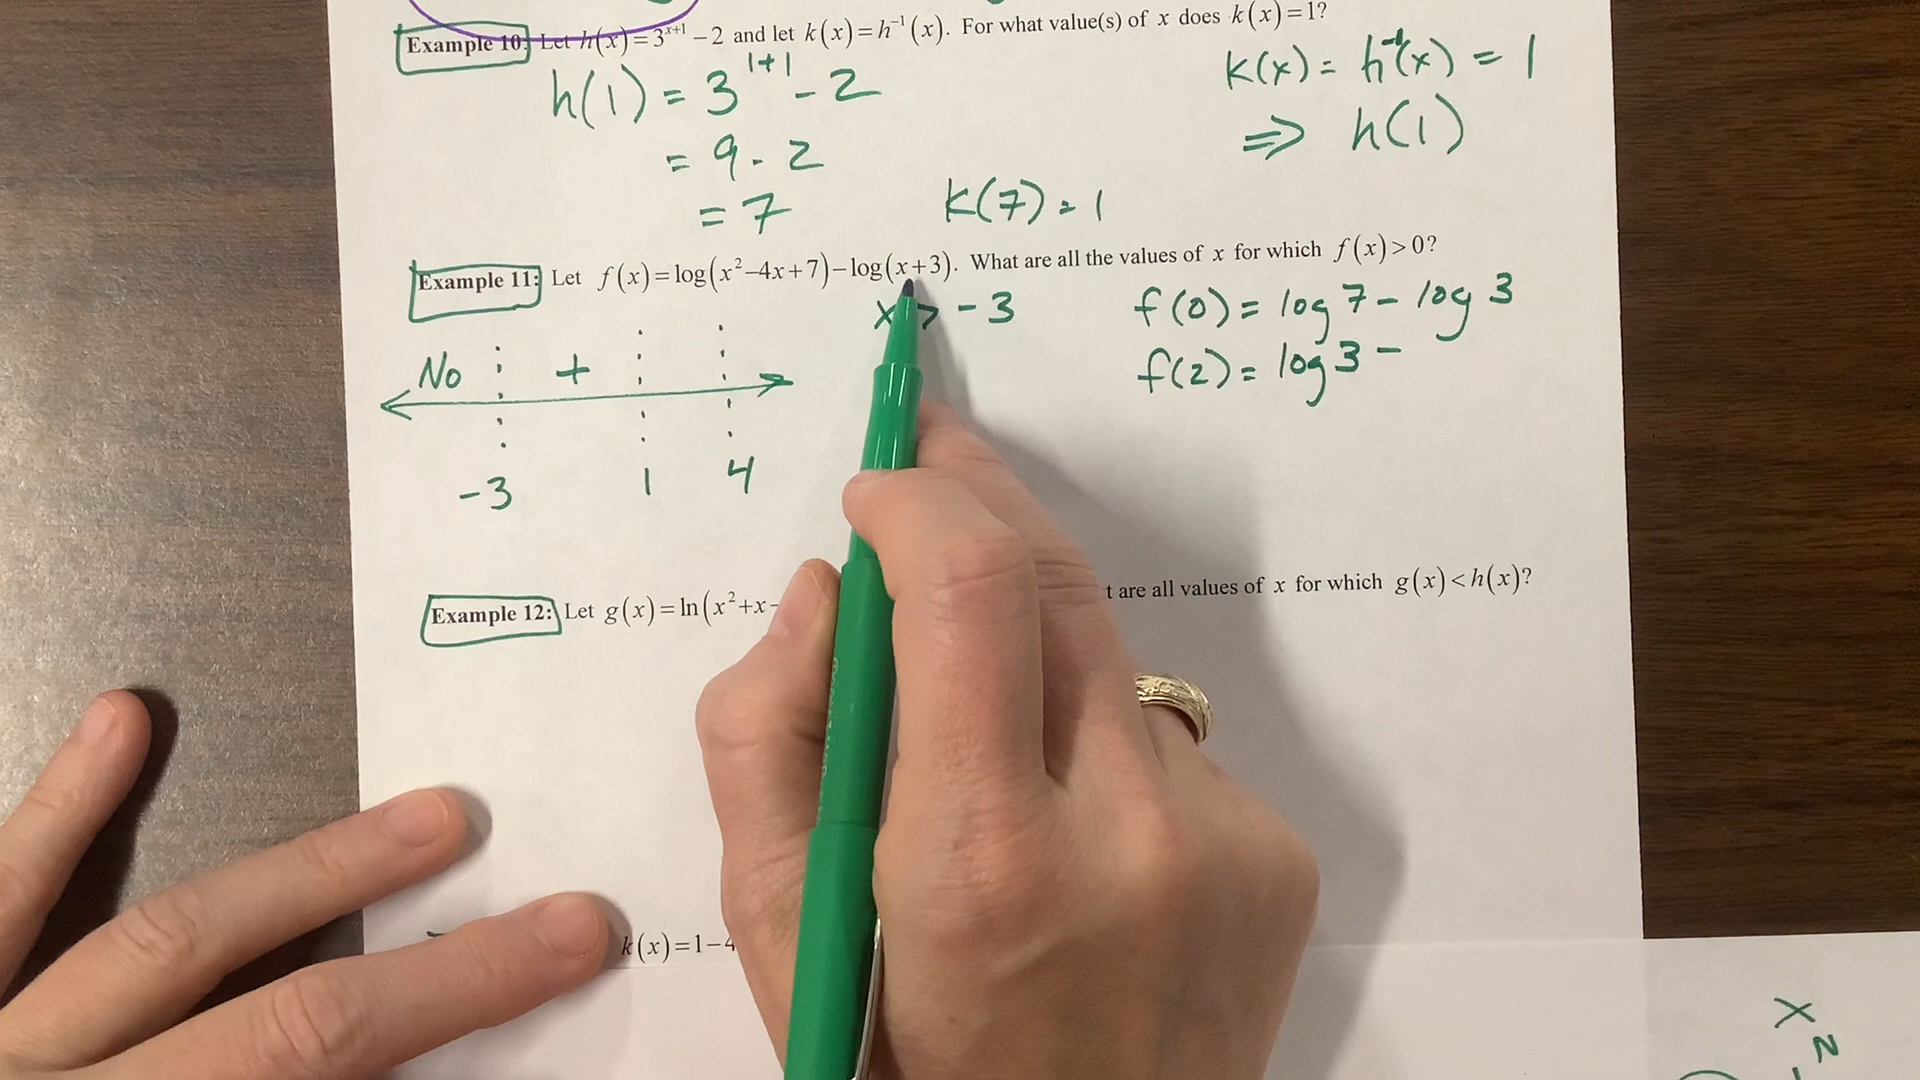 Example 10: Let h(x)=3^{x+1}−2 and let k(x)=h^{-1}(x). For what value(s) of x does k(x)=1?
h(1) = 3^{1+1} - 2
= 9 - 2
= 7
k(7) = 1
k(x) = h^{-1}(x) = 1
⇒ h(1)
Example 11: Let f(x)=log(x²−4x+7)−log(x+3). What are all the values of x for which f(x)>0?
x > -3
f(0) = log 7 - log 3
f(2) = log 3 -
No +
-3 1 4
Example 12: Let g(x)=ln(x²+x- t are all values of x for which g(x)<h(x)?
k(x)=1−4
x